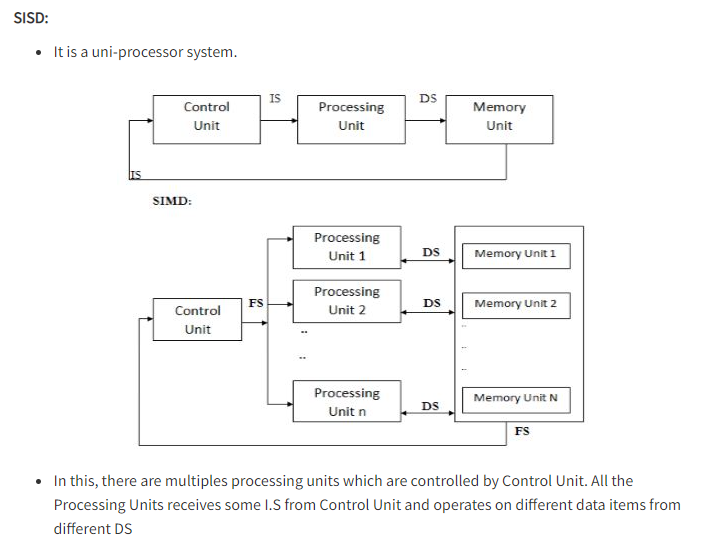 SISD:
• It is a uni-processor system.
IS
DS
Control
Unit
Processing
Unit
Memory
Unit
IS
SIMD:
Processing
Unit 1
DS
Memory Unit 1
Processing
Unit 2
DS
Memory Unit 2
FS
Control
Unit
..
..
Processing
Unit n
DS
Memory Unit N
FS
• In this, there are multiples processing units which are controlled by Control Unit. All the
Processing Units receives some I.S from Control Unit and operates on different data items from
different DS